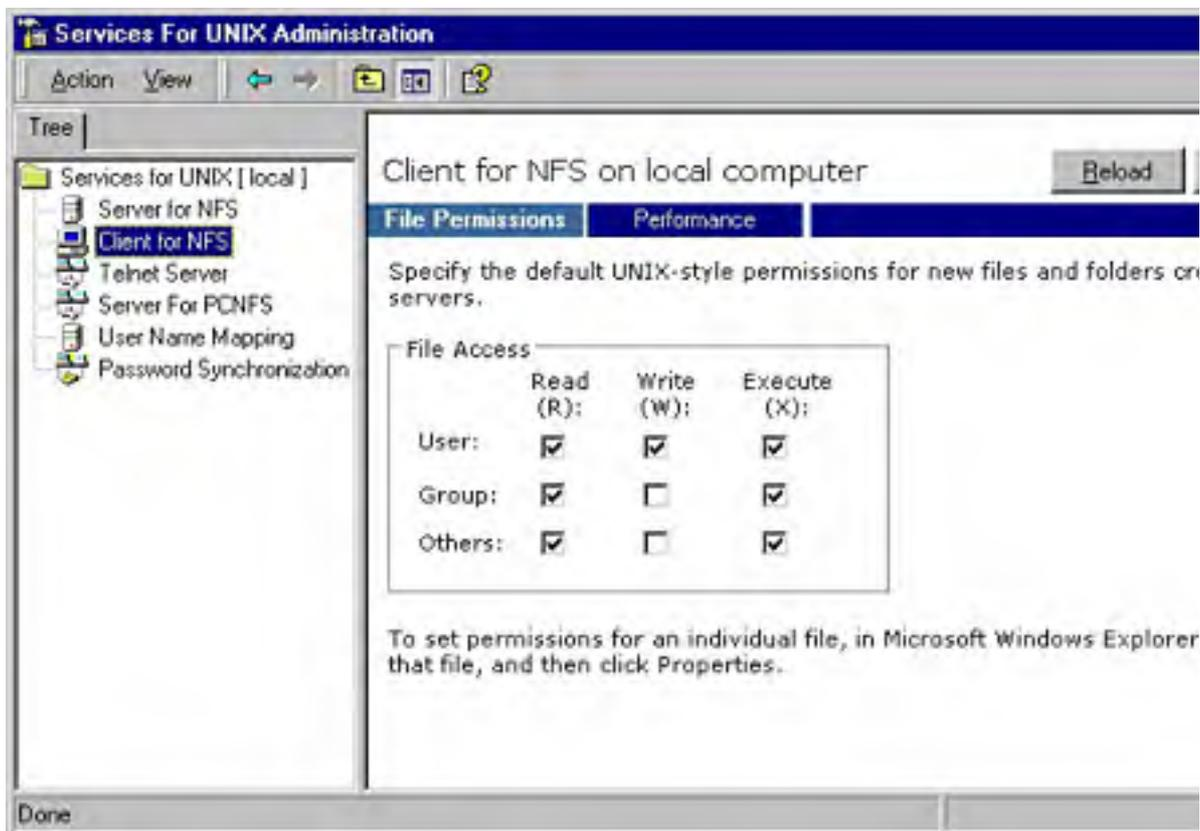 Services For UNIX Administration
Action View
Tree
Services for UNIX [ local ]
Server for NFS
Client for NFS
Telnet Server
Server For PCNFS
User Name Mapping
Password Synchronization
Client for NFS on local computer
Reload
File Permissions Performance
Specify the default UNIX-style permissions for new files and folders cr
servers.
File Access
Read Write Execute
(R): (W): (X):
User:
Group:
Others:
To set permissions for an individual file, in Microsoft Windows Explorer
that file, and then click Properties.
Done